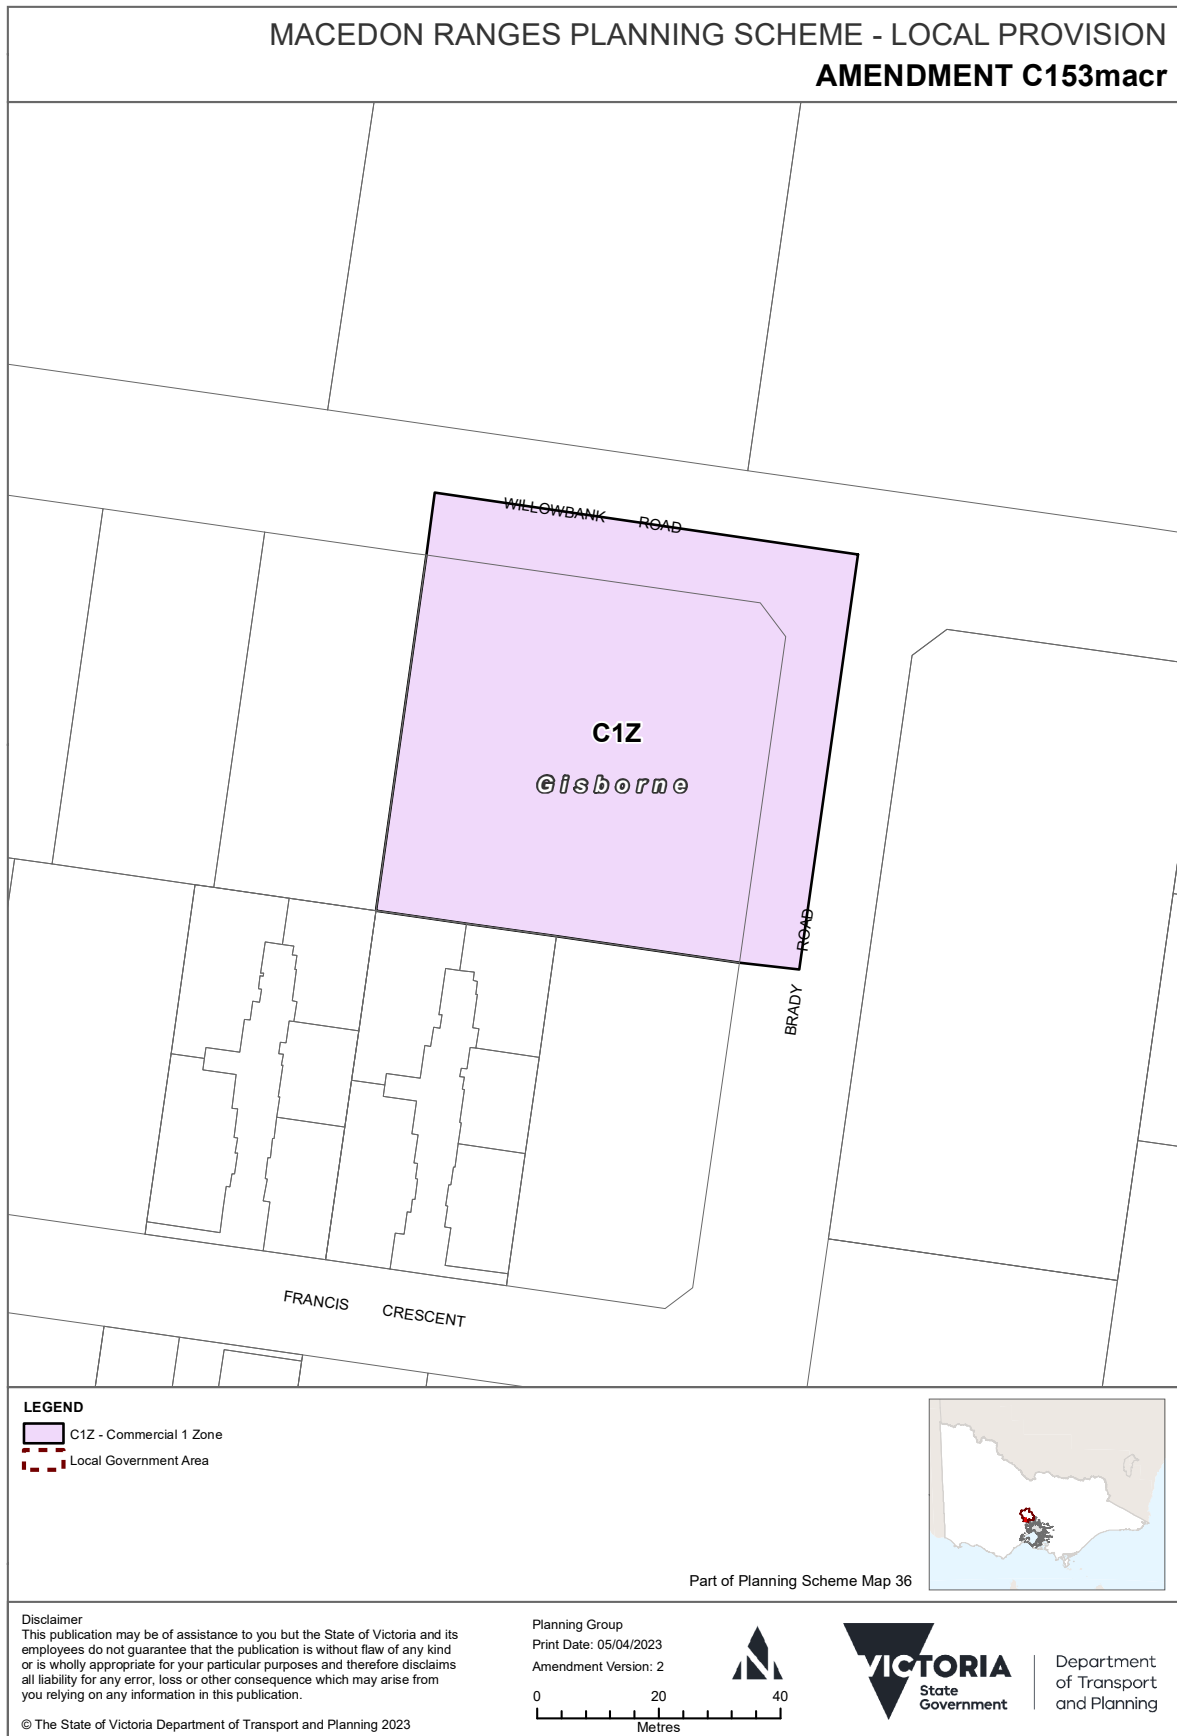 MACEDON RANGES PLANNING SCHEME - LOCAL PROVISION
AMENDMENT C153macr
WILLOWBANK ROAD
C1Z
Gisborne
BRADY ROAD
FRANCIS CRESCENT
LEGEND
C1Z - Commercial 1 Zone
Local Government Area
Part of Planning Scheme Map 36
Disclaimer
This publication may be of assistance to you but the State of Victoria and its
employees do not guarantee that the publication is without flaw of any kind
or is wholly appropriate for your particular purposes and therefore disclaims
all liability for any error, loss or other consequence which may arise from
you relying on any information in this publication.
© The State of Victoria Department of Transport and Planning 2023
Planning Group
Print Date: 05/04/2023
Amendment Version: 2
N
0 20 40
Metres
VICTORIA
State
Government
Department
of Transport
and Planning